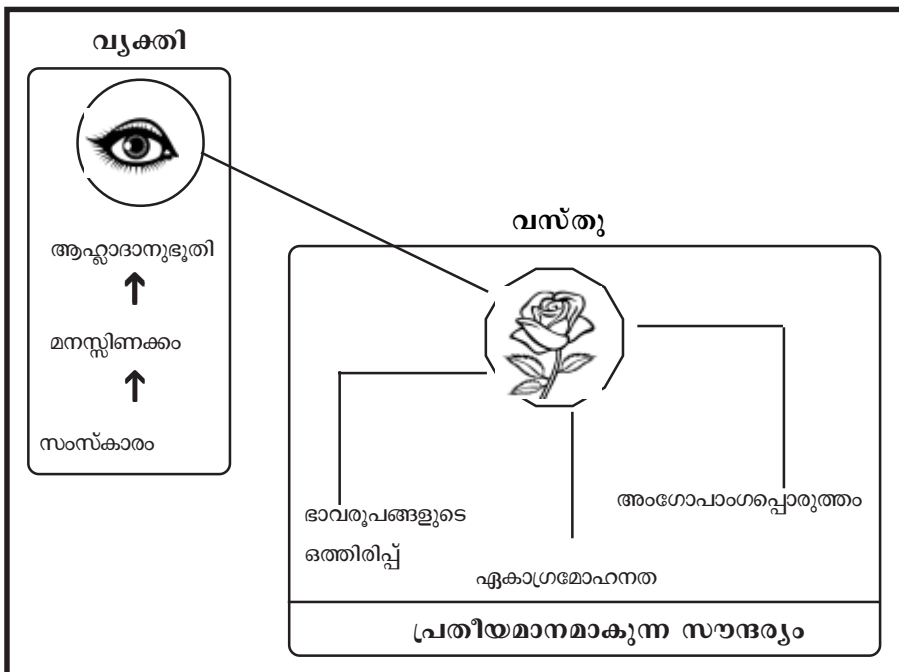 വ്യക്തി
ആഹ്ലാദാനുഭൂതി
മനസ്സിണക്കം
സംസ്കാരം
വസ്തു
ഭാവരൂപങ്ങളുടെ
ഒത്തിരിപ്പ്
ഏകാഗ്രമോഹനത
അംഗോപാംഗപ്പൊരുത്തം
പ്രതീയമാനമാകുന്ന സൗന്ദര്യം